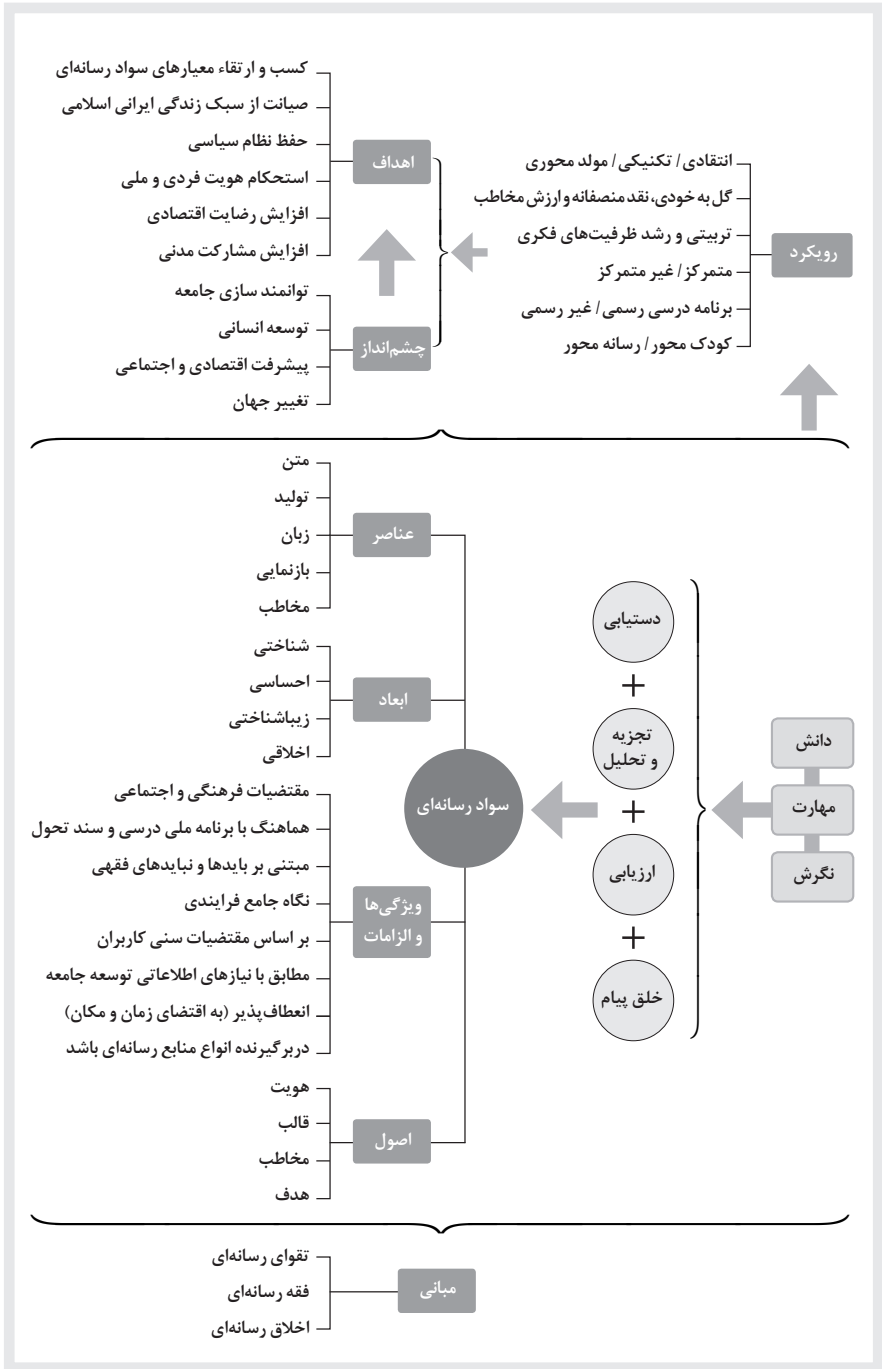 رویکرد
انتقادی / تکنیکی / مولد محوری
گل به خودی، نقد منصفانه و ارزش مخاطب
تربیتی و رشد ظرفیت‌های فکری
متمرکز / غیر متمرکز
برنامه درسی رسمی / غیر رسمی
کودک محور / رسانه محور
اهداف
کسب و ارتقاء معیارهای سواد رسانه‌ای
صیانت از سبک زندگی ایرانی اسلامی
حفظ نظام سیاسی
استحکام هویت فردی و ملی
افزایش رضایت اقتصادی
افزایش مشارکت مدنی
چشم‌انداز
توانمند سازی جامعه
توسعه انسانی
پیشرفت اقتصادی و اجتماعی
تغییر جهان
دانش
مهارت
نگرش
دستیابی
+
تجزیه
و تحلیل
+
ارزیابی
+
خلق پیام
سواد رسانه‌ای
عناصر
متن
تولید
زبان
بازنمایی
مخاطب
ابعاد
شناختی
احساسی
زیباشناختی
اخلاقی
ویژگی‌ها
و الزامات
مقتضیات فرهنگی و اجتماعی
هماهنگ با برنامه ملی درسی و سند تحول
مبتنی بر بایدها و نبایدهای فقهی
نگاه جامع فرایندی
بر اساس مقتضیات سنی کاربران
مطابق با نیازهای اطلاعاتی توسعه جامعه
انعطاف‌پذیر (به اقتضای زمان و مکان)
دربرگیرنده انواع منابع رسانه‌ای باشد
اصول
هویت
قالب
مخاطب
هدف
مبانی
تقوای رسانه‌ای
فقه رسانه‌ای
اخلاق رسانه‌ای